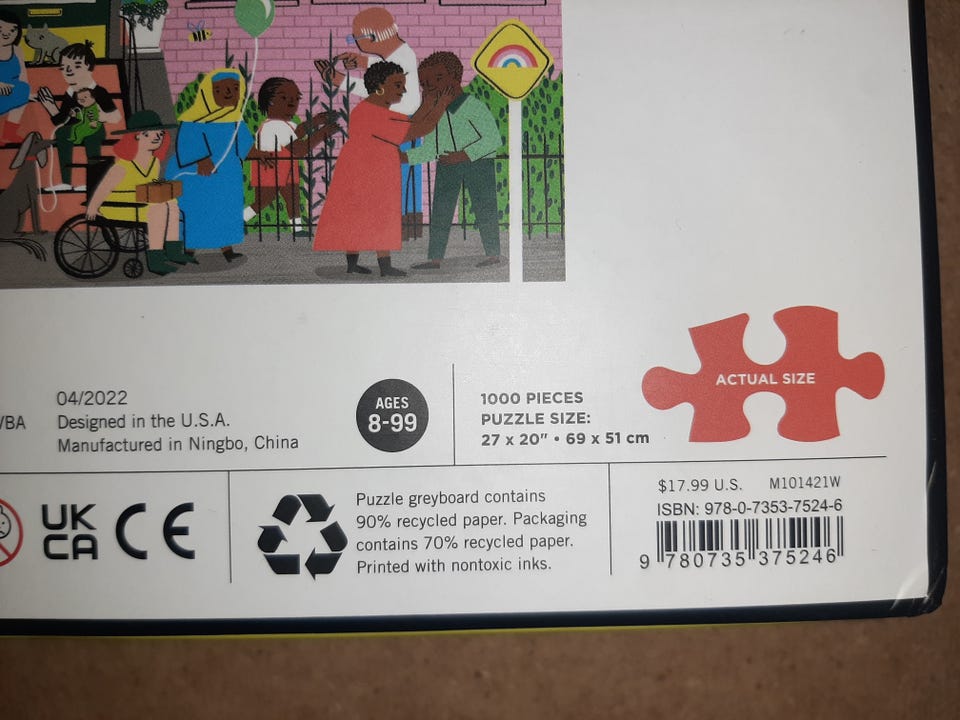 ACTUAL SIZE
/BA
04/2022
Designed in the U.S.A.
Manufactured in Ningbo, China
AGES
8-99
1000 PIECES
PUZZLE SIZE:
27 x 20" • 69 x 51 cm
UK
CA
CE
Puzzle greyboard contains
90% recycled paper. Packaging
contains 70% recycled paper.
Printed with nontoxic inks.
$17.99 U.S. M101421W
ISBN: 978-0-7353-7524-6
9 780735 375246